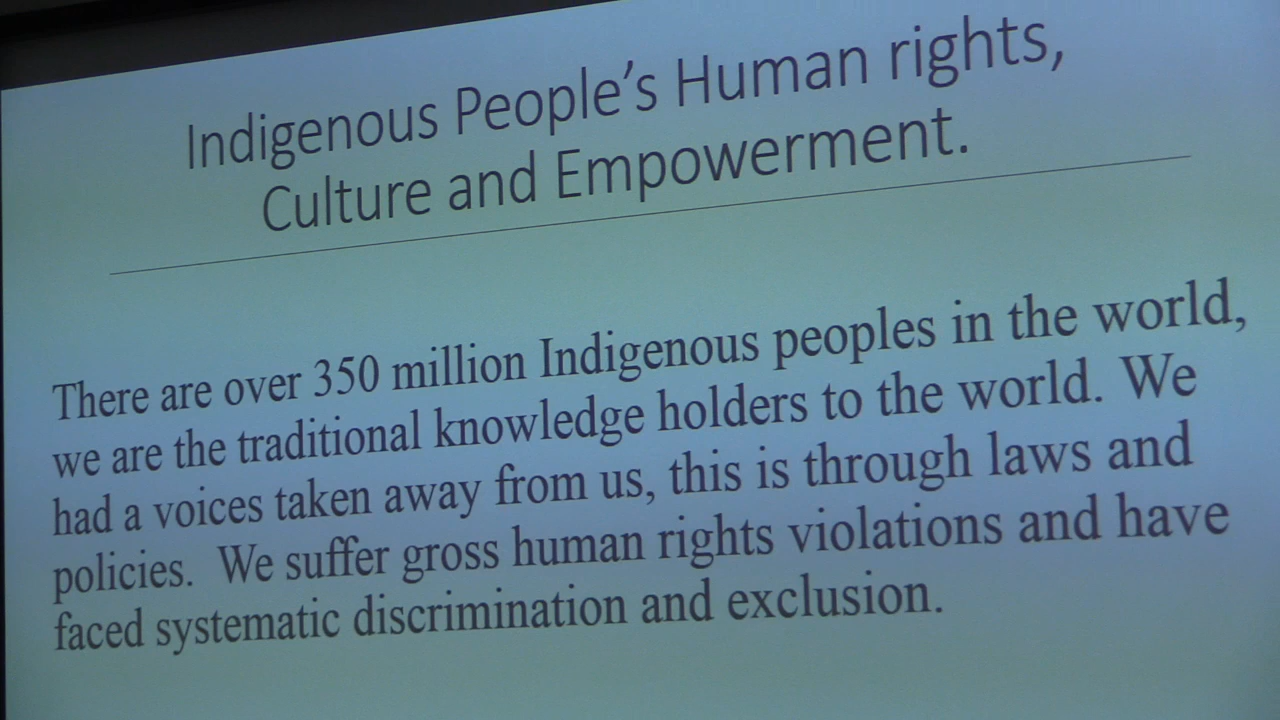 Indigenous People's Human rights,
Culture and Empowerment.
There are over 350 million Indigenous peoples in the world,
we are the traditional knowledge holders to the world. We
had a voices taken away from us, this is through laws and
policies. We suffer gross human rights violations and have
faced systematic discrimination and exclusion.